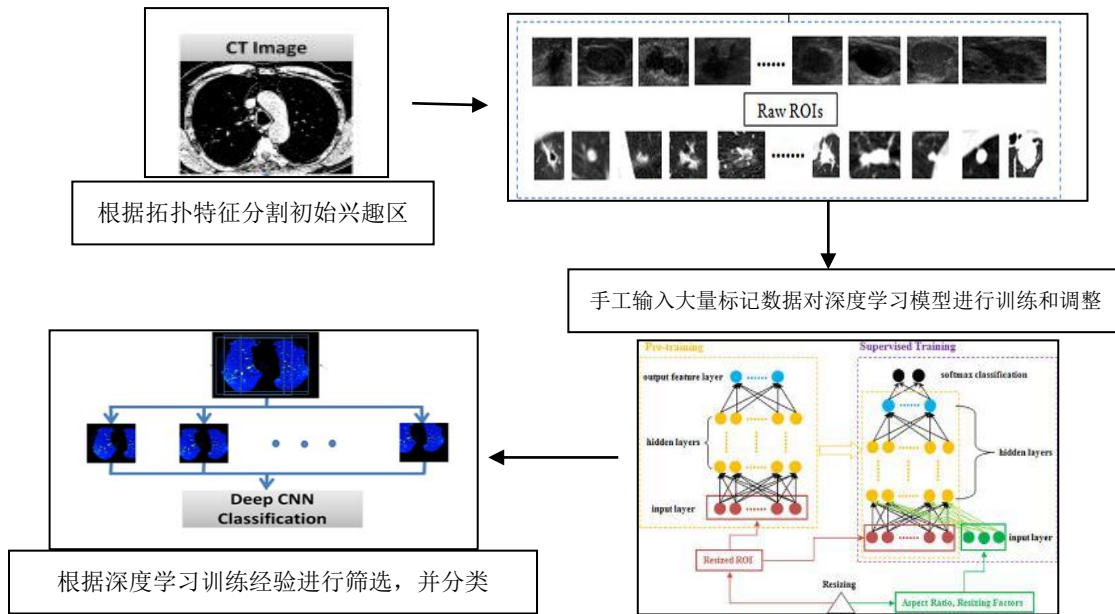 CT Image
根据拓扑特征分割初始兴趣区
Raw ROIs
手工输入大量标记数据对深度学习模型进行训练和调整
Pre-training
Supervised Training
output feature layer
softmax classification
hidden layers
hidden layers
input layer
input layer
Resized ROI
Resizing
Aspect Ratio, Resizing Factors
Deep CNN
Classification
根据深度学习训练经验进行筛选，并分类